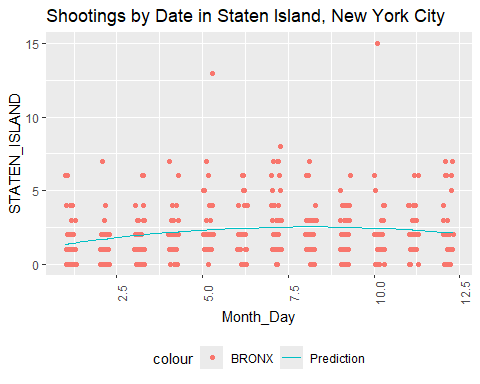 Shootings by Date in Staten Island, New York City
STATEN_ISLAND
15
10
5
0
2.5
5.0
7.5
10.0
12.5
Month_Day
colour BRONX Prediction